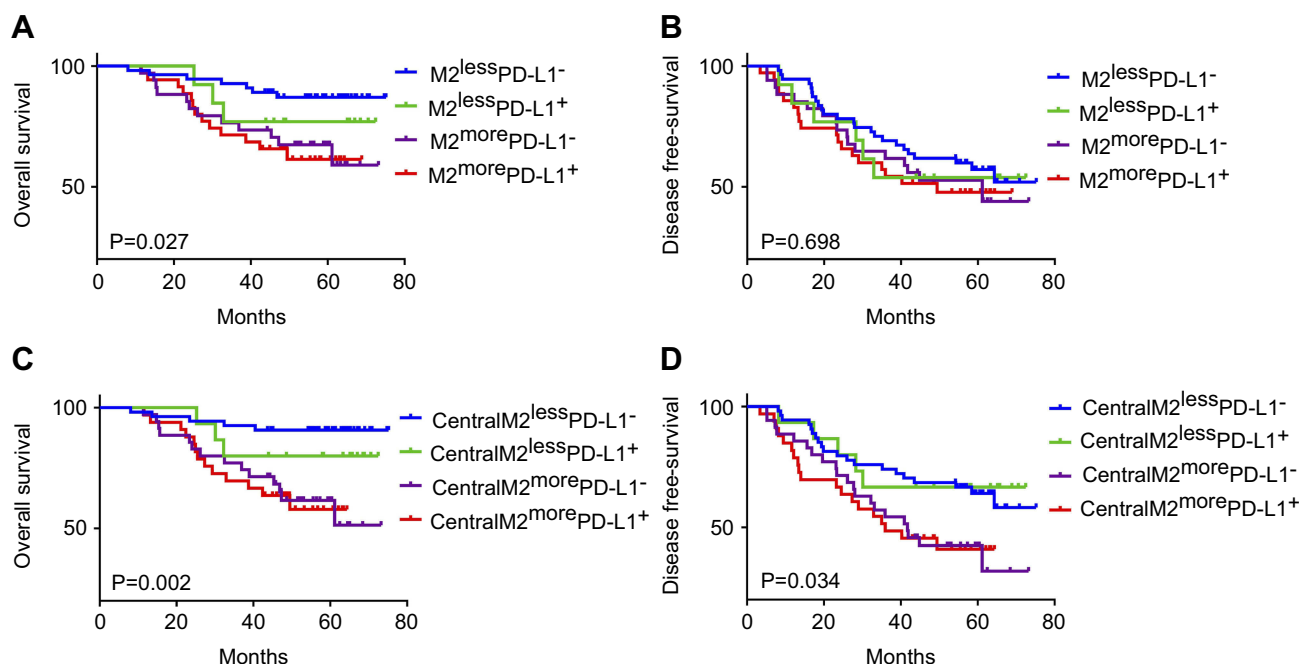 A
Overall survival
100
50
0 20 40 60 80
Months
P=0.027
M2lessPD-L1-
M2lessPD-L1+
M2morePD-L1-
M2morePD-L1+
B
Disease free-survival
100
50
0 20 40 60 80
Months
P=0.698
M2lessPD-L1-
M2lessPD-L1+
M2morePD-L1-
M2morePD-L1+
C
Overall survival
100
50
0 20 40 60 80
Months
P=0.002
CentralM2lessPD-L1-
CentralM2lessPD-L1+
CentralM2morePD-L1-
CentralM2morePD-L1+
D
Disease free-survival
100
50
0 20 40 60 80
Months
P=0.034
CentralM2lessPD-L1-
CentralM2lessPD-L1+
CentralM2morePD-L1-
CentralM2morePD-L1+